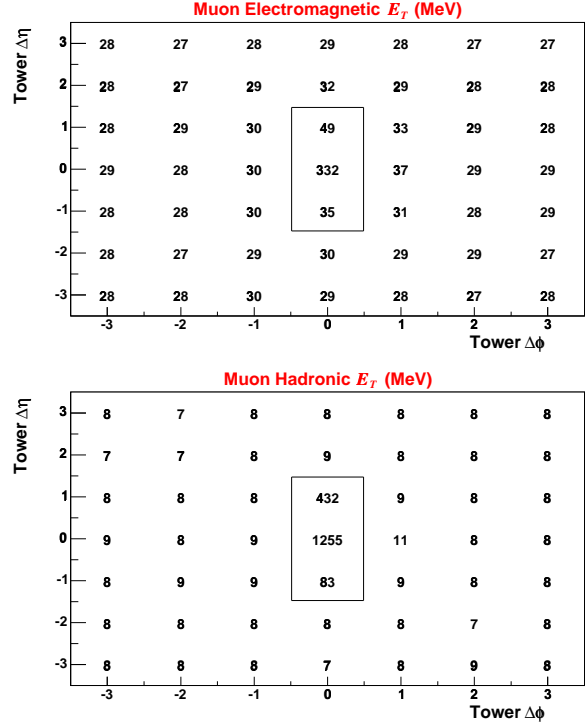 Muon Electromagnetic E_T (MeV)
Tower Δη
3 28 27 28 29 28 27 27
2 28 27 29 32 29 28 28
1 28 29 30 49 33 29 28
0 29 28 30 332 37 28 28
-1 28 28 30 35 31 28 29
-2 28 27 29 30 29 29 27
-3 28 28 30 29 28 27 28
-3 -2 -1 0 1 2 3
Tower Δϕ
Muon Hadronic E_T (MeV)
Tower Δη
3 8 7 8 8 8 8 8
2 7 7 8 9 8 8 8
1 8 8 8 432 9 8 8
0 9 8 9 1255 11 8 8
-1 8 9 9 83 9 8 8
-2 8 8 8 8 8 7 8
-3 8 8 8 7 8 9 8
-3 -2 -1 0 1 2 3
Tower Δϕ